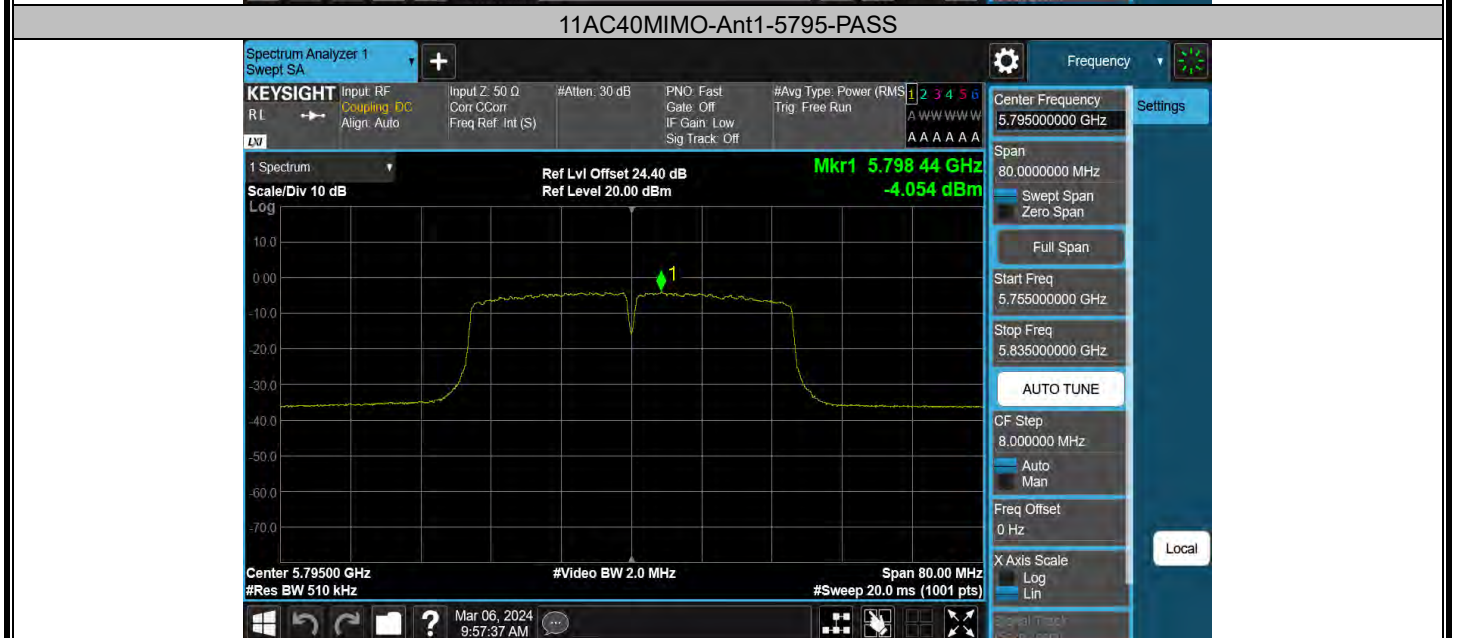 11AC40MIMO-Ant1-5795-PASS
Spectrum Analyzer 1
Swept SA
+
Frequency
KEYSIGHT
RL
LXI
Input: RF
Coupling: DC
Align: Auto
Input Z: 50 Ω
Corr CCorr
Freq Ref: Int (S)
#Atten: 30 dB
PNO: Fast
Gate: Off
IF Gain: Low
Sig Track: Off
#Avg Type: Power (RMS
Trig: Free Run
1 2 3 4 5 6
A W W W W W
A A A A A A
1 Spectrum
Scale/Div 10 dB
Log
Ref Lvl Offset 24.40 dB
Ref Level 20.00 dBm
Mkr1 5.798 44 GHz
-4.054 dBm
10.0
0.00
-10.0
-20.0
-30.0
-40.0
-50.0
-60.0
-70.0
1
Center 5.79500 GHz
#Res BW 510 kHz
#Video BW 2.0 MHz
Span 80.00 MHz
#Sweep 20.0 ms (1001 pts)
Center Frequency
5.795000000 GHz
Settings
Span
80.0000000 MHz
Swept Span
Zero Span
Full Span
Start Freq
5.755000000 GHz
Stop Freq
5.835000000 GHz
AUTO TUNE
CF Step
8.000000 MHz
Auto
Man
Freq Offset
0 Hz
X Axis Scale
Log
Lin
Local
Signal Track
?
Mar 06, 2024
9:57:37 AM